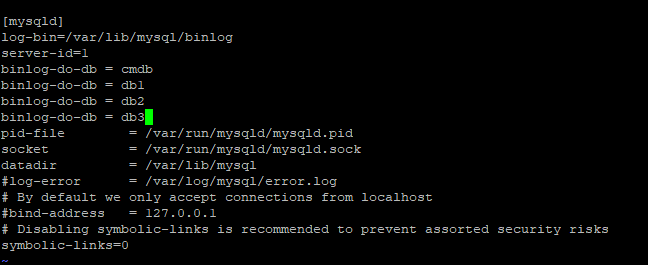 [mysqld]
log-bin=/var/lib/mysql/binlog
server-id=1
binlog-do-db = cmdb
binlog-do-db = db1
binlog-do-db = db2
binlog-do-db = db3
pid-file        = /var/run/mysqld/mysqld.pid
socket          = /var/run/mysqld/mysqld.sock
datadir         = /var/lib/mysql
#log-error      = /var/log/mysql/error.log
# By default we only accept connections from localhost
#bind-address   = 127.0.0.1
# Disabling symbolic-links is recommended to prevent assorted security risks
symbolic-links=0
~